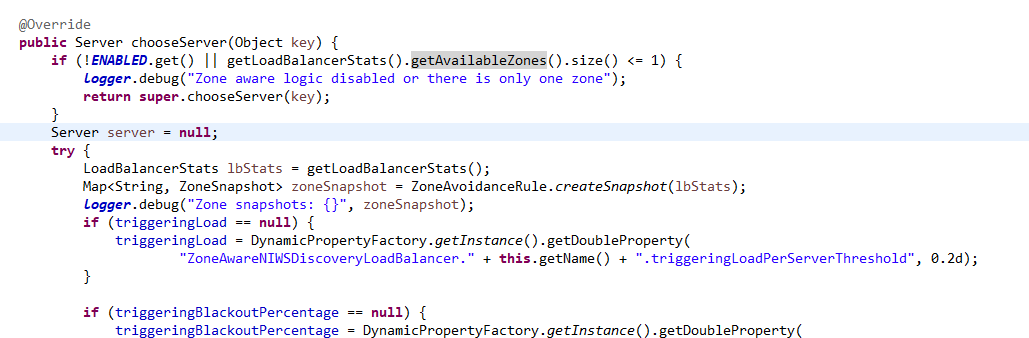 @Override
public Server chooseServer(Object key) {
if (!ENABLED.get() || getLoadBalancerStats().getAvailableZones().size() <= 1) {
logger.debug("Zone aware logic disabled or there is only one zone");
return super.chooseServer(key);
}
Server server = null;
try {
LoadBalancerStats lbStats = getLoadBalancerStats();
Map<String, ZoneSnapshot> zoneSnapshot = ZoneAvoidanceRule.createSnapshot(lbStats);
logger.debug("Zone snapshots: {}", zoneSnapshot);
if (triggeringLoad == null) {
triggeringLoad = DynamicPropertyFactory.getInstance().getDoubleProperty(
"ZoneAwareNIWSDiscoveryLoadBalancer." + this.getName() + ".triggeringLoadPerServerThreshold", 0.2d);
}
if (triggeringBlackoutPercentage == null) {
triggeringBlackoutPercentage = DynamicPropertyFactory.getInstance().getDoubleProperty(